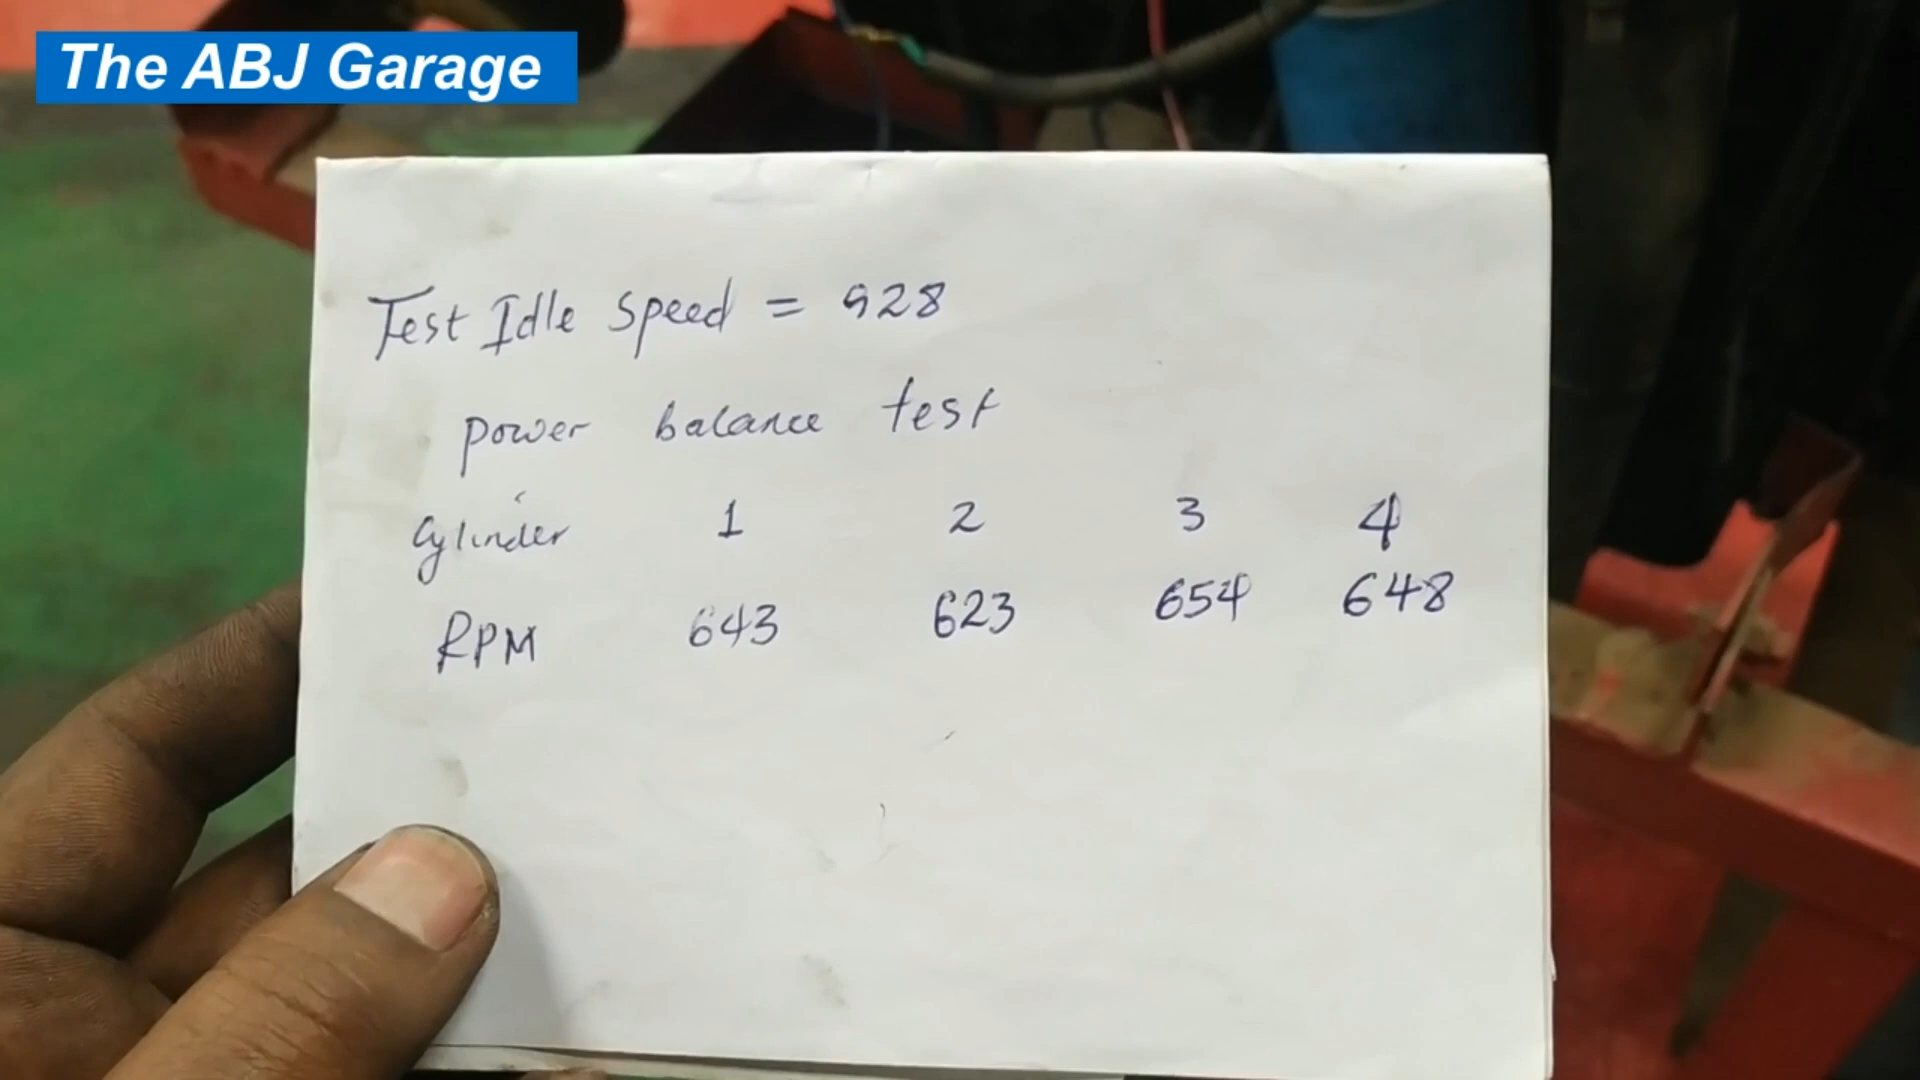 The ABJ Garage
Test Idle Speed = 928
Power balance test
Cylinder 1 2 3 4
RPM 643 623 654 648